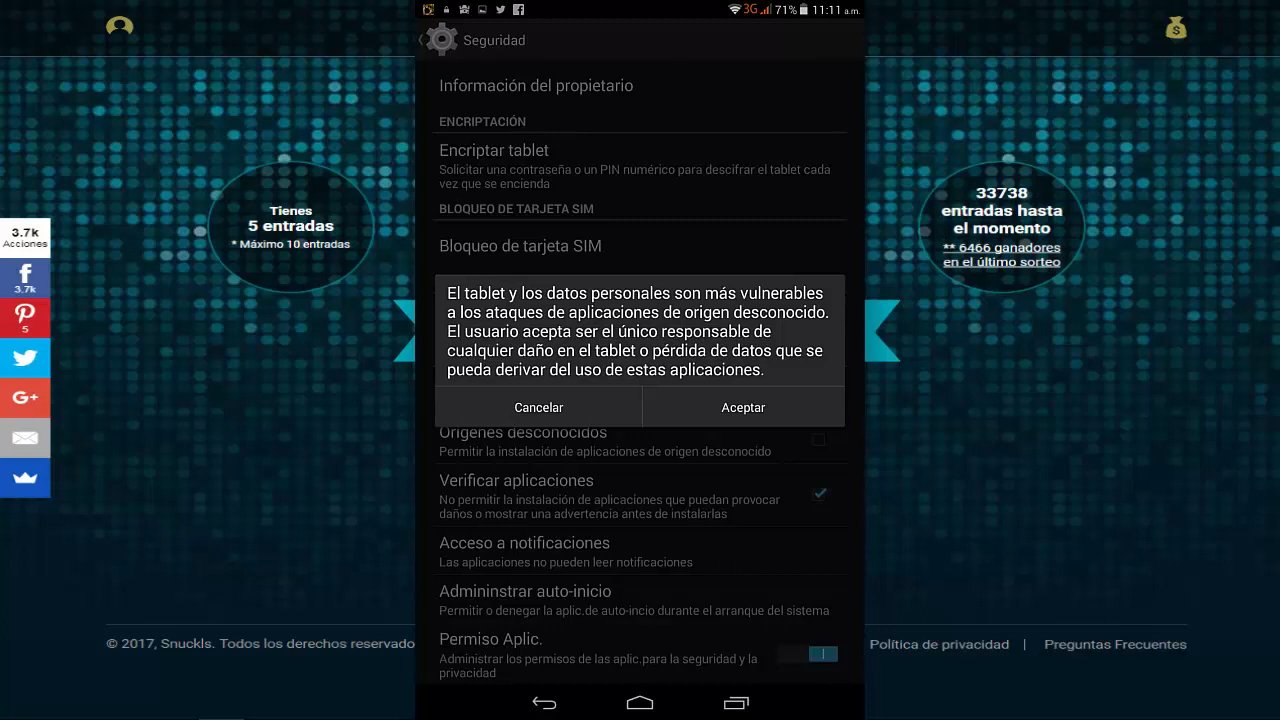 3G 71% 11:11 a.m.
Seguridad
Información del propietario
ENCRIPTACIÓN
Encriptar tablet
Solicitar una contraseña o un PIN numérico para descifrar el tablet cada
vez que se encienda
BLOQUEO DE TARJETA SIM
Bloqueo de tarjeta SIM
El tablet y los datos personales son más vulnerables
a los ataques de aplicaciones de origen desconocido.
El usuario acepta ser el único responsable de
cualquier daño en el tablet o pérdida de datos que se
pueda derivar del uso de estas aplicaciones.
Cancelar
Aceptar
Orígenes desconocidos
Permitir la instalación de aplicaciones de origen desconocido
Verificar aplicaciones
No permitir la instalación de aplicaciones que puedan provocar
daños o mostrar una advertencia antes de instalarlas
Acceso a notificaciones
Las aplicaciones no pueden leer notificaciones
Admininstrar auto-inicio
Permitir o denegar la aplic.de auto-incio durante el arranque del sistema
Permiso Aplic.
Administrar los permisos de las aplic.para la seguridad y la
privacidad
Tienes
5 entradas
* Máximo 10 entradas
33738
entradas hasta
el momento
** 6466 ganadores
en el último sorteo
3.7k
Acciones
f
3.7k
5
G+
$
© 2017, Snuckls. Todos los derechos reservado
Política de privacidad | Preguntas Frecuentes